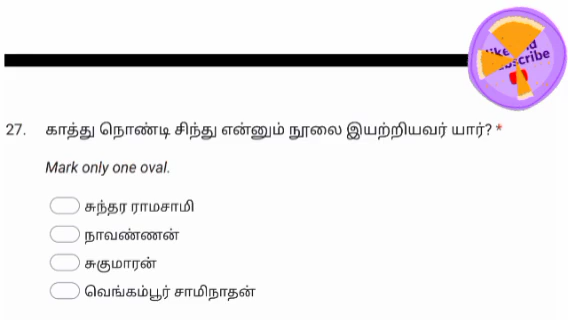 27. காத்து நொண்டி சிந்து என்னும் நூலை இயற்றியவர் யார்? *
Mark only one oval.
சுந்தர ராமசாமி
நாவண்ணன்
சுகுமாரன்
வெங்கம்பூர் சாமிநாதன்